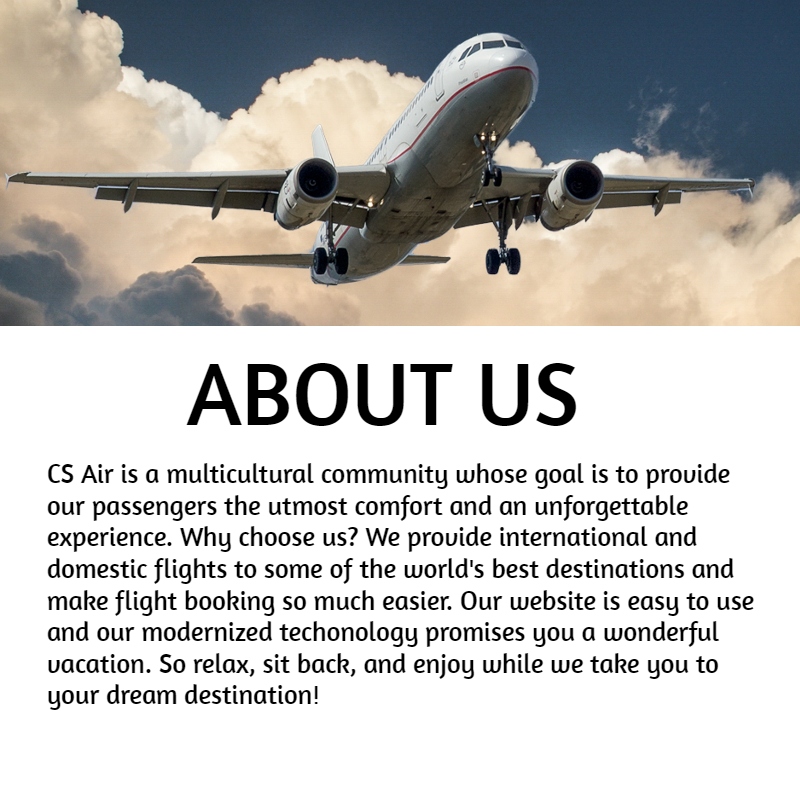 ABOUT US
CS Air is a multicultural community whose goal is to provide
our passengers the utmost comfort and an unforgettable
experience. Why choose us? We provide international and
domestic flights to some of the world's best destinations and
make flight booking so much easier. Our website is easy to use
and our modernized techonology promises you a wonderful
vacation. So relax, sit back, and enjoy while we take you to
your dream destination!